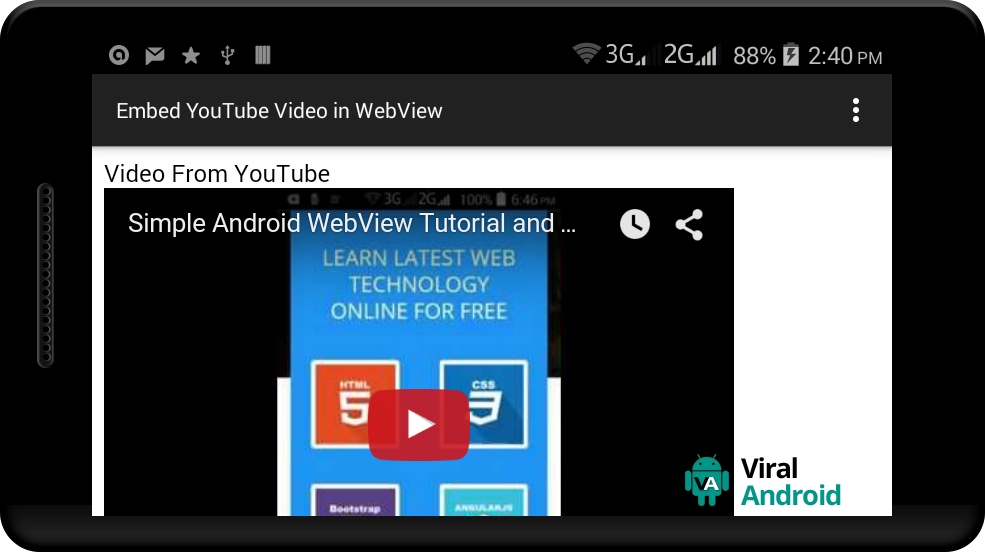 3G 2G 88% 2:40 PM
Embed YouTube Video in WebView
Video From YouTube
3G 2G 100% 6:46 PM
Simple Android WebView Tutorial and ...
LEARN LATEST WEB
TECHNOLOGY
ONLINE FOR FREE
HTML
5
CSS
3
Bootstrap
ANGULARJS
VA
Viral
Android